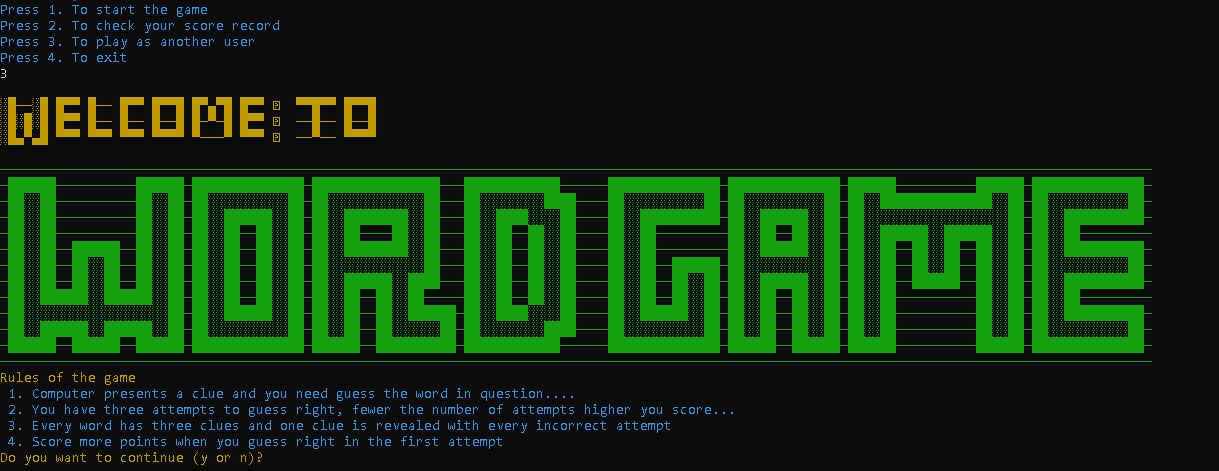 Press 1. To start the game
Press 2. To check your score record
Press 3. To play as another user
Press 4. To exit
3
WELCOME TO
WORD GAME
Rules of the game
1. Computer presents a clue and you need guess the word in question....
2. You have three attempts to guess right, fewer the number of attempts higher you score...
3. Every word has three clues and one clue is revealed with every incorrect attempt
4. Score more points when you guess right in the first attempt
Do you want to continue (y or n)?